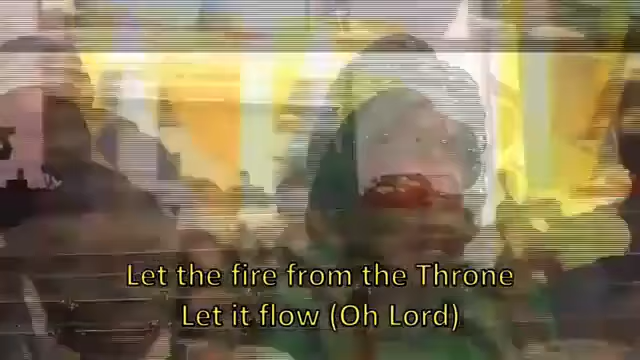 Let the fire from the Throne
Let it flow (Oh Lord)